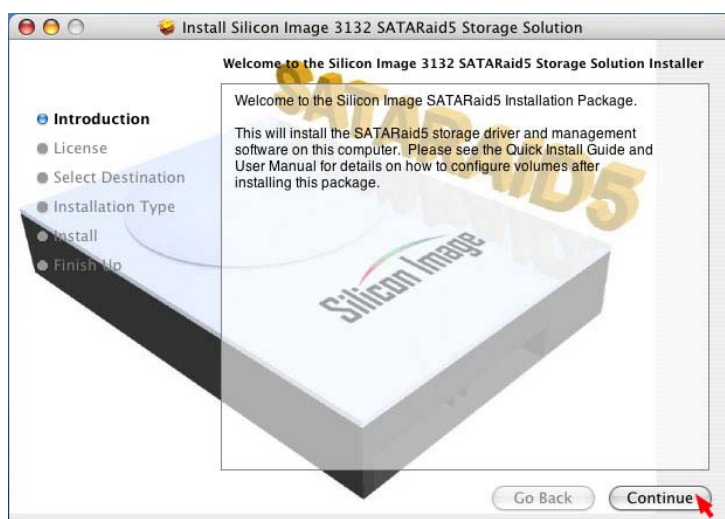 Install Silicon Image 3132 SATARaid5 Storage Solution
Welcome to the Silicon Image 3132 SATARaid5 Storage Solution Installer
Introduction
License
Select Destination
Installation Type
Install
Finish Up
Welcome to the Silicon Image SATARaid5 Installation Package.
This will install the SATARaid5 storage driver and management
software on this computer. Please see the Quick Install Guide and
User Manual for details on how to configure volumes after
installing this package.
SATARAID5
Silicon Image
Go Back
Continue